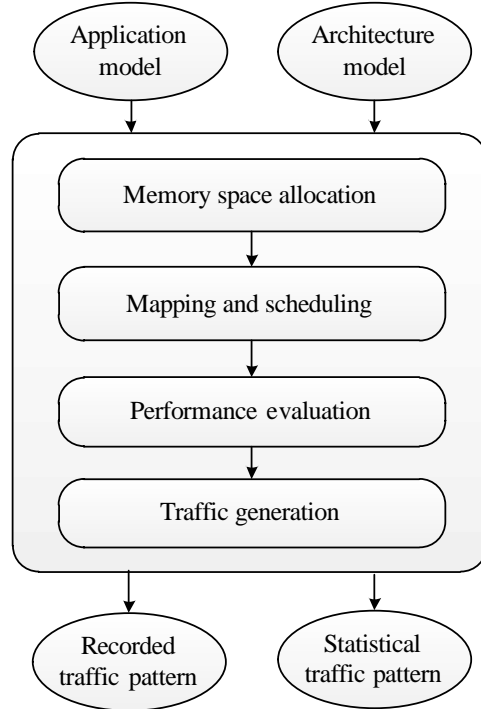 Application
model
Architecture
model
Memory space allocation
Mapping and scheduling
Performance evaluation
Traffic generation
Recorded
traffic pattern
Statistical
traffic pattern